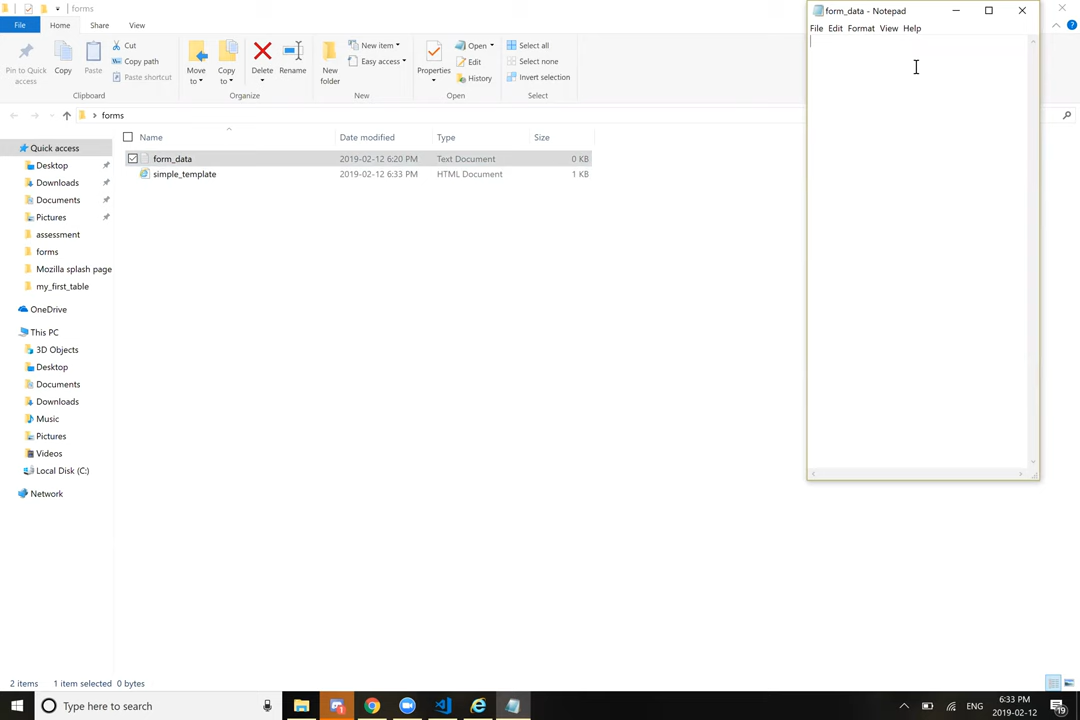 forms
form_data - Notepad
File Home Share View
File Edit Format View Help
Pin to Quick access
Copy
Paste
Cut
Copy path
Paste shortcut
Clipboard
Move to
Copy to
Delete
Rename
Organize
New folder
New item
Easy access
New
Properties
Open
Edit
History
Open
Select all
Select none
Invert selection
Select
forms
Name Date modified Type Size
form_data 2019-02-12 6:20 PM Text Document 0 KB
simple_template 2019-02-12 6:33 PM HTML Document 1 KB
Quick access
Desktop
Downloads
Documents
Pictures
assessment
forms
Mozilla splash page
my_first_table
OneDrive
This PC
3D Objects
Desktop
Documents
Downloads
Music
Pictures
Videos
Local Disk (C:)
Network
2 items 1 item selected 0 bytes
Type here to search
ENG
6:33 PM
2019-02-12
19